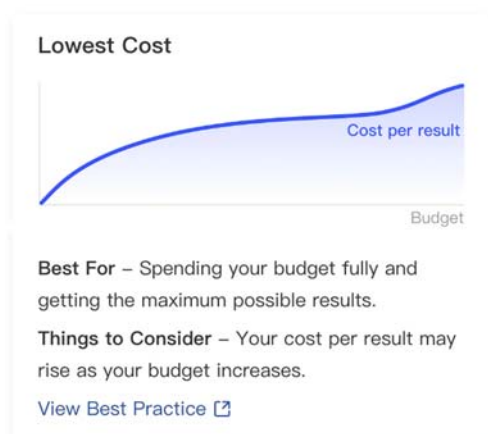 Lowest Cost
Cost per result
Budget
Best For – Spending your budget fully and
getting the maximum possible results.
Things to Consider – Your cost per result may
rise as your budget increases.
View Best Practice